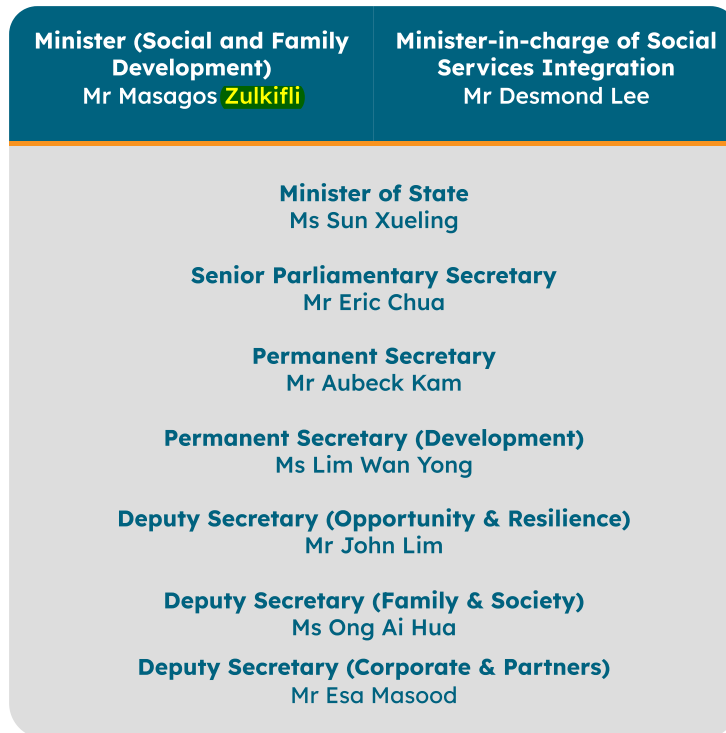 Minister (Social and Family
Development)
Mr Masagos Zulkifli
Minister-in-charge of Social
Services Integration
Mr Desmond Lee
Minister of State
Ms Sun Xueling
Senior Parliamentary Secretary
Mr Eric Chua
Permanent Secretary
Mr Aubeck Kam
Permanent Secretary (Development)
Ms Lim Wan Yong
Deputy Secretary (Opportunity & Resilience)
Mr John Lim
Deputy Secretary (Family & Society)
Ms Ong Ai Hua
Deputy Secretary (Corporate & Partners)
Mr Esa Masood